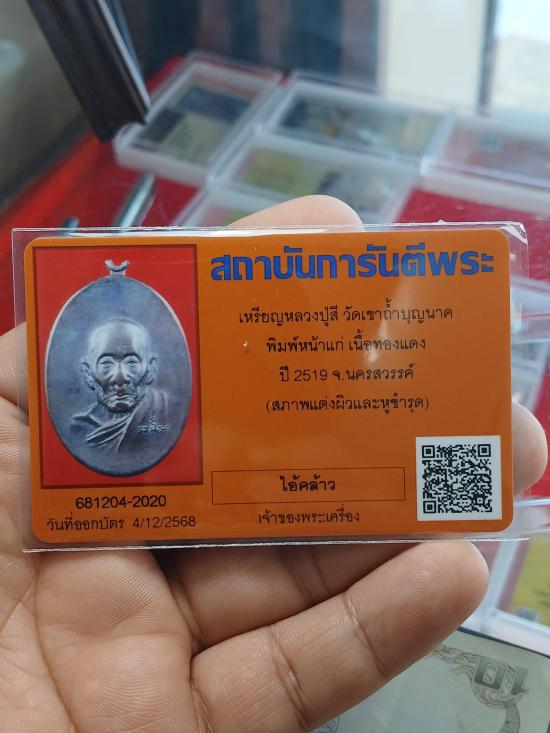 สถาบันการันตีพระ
เหรียญหลวงปู่สี วัดเขาถ้ำบุญนาค
พิมพ์หน้าแก่ เนื้อทองแดง
ปี 2519 จ.นครสวรรค์
(สภาพแต่งผิวและหูชำรุด)
ไอ้คล้าว
เจ้าของพระเครื่อง
681204-2020
วันที่ออกบัตร 4/12/2568